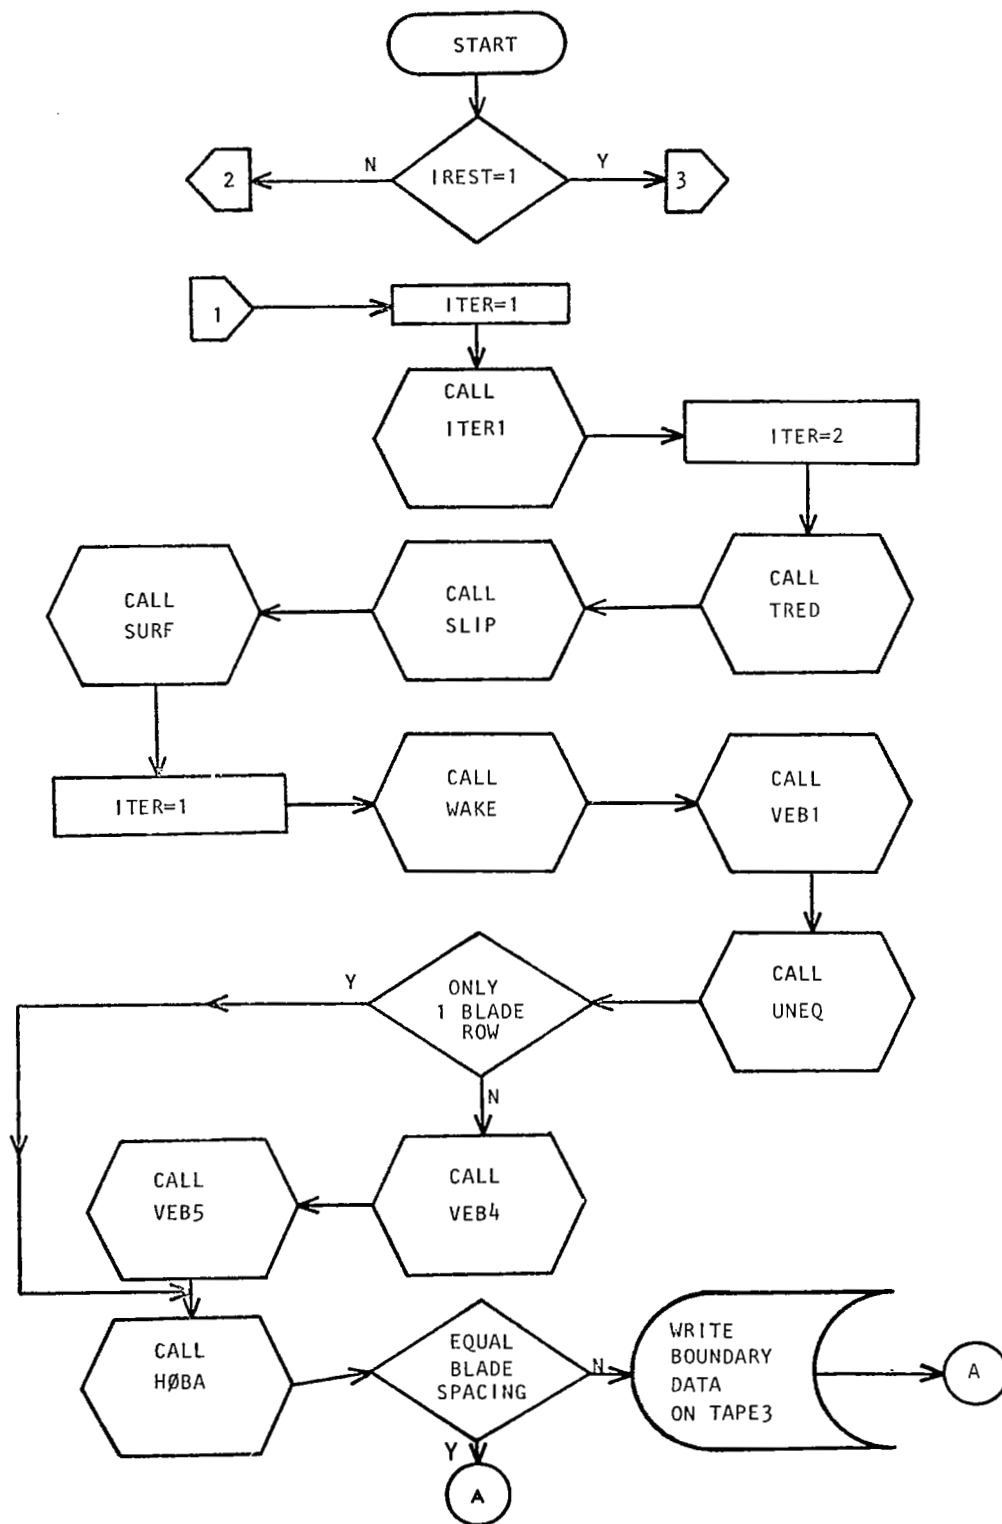 START
N
IREST=1
Y
2
3
1
ITER=1
CALL
ITER1
ITER=2
CALL
SURF
CALL
SLIP
CALL
TRED
ITER=1
CALL
WAKE
CALL
VEB1
Y
ONLY
1 BLADE
ROW
CALL
UNEQ
N
CALL
VEB5
CALL
VEB4
CALL
HØBA
EQUAL
BLADE
SPACING
N
WRITE
BOUNDARY
DATA
ON TAPE3
A
Y
A